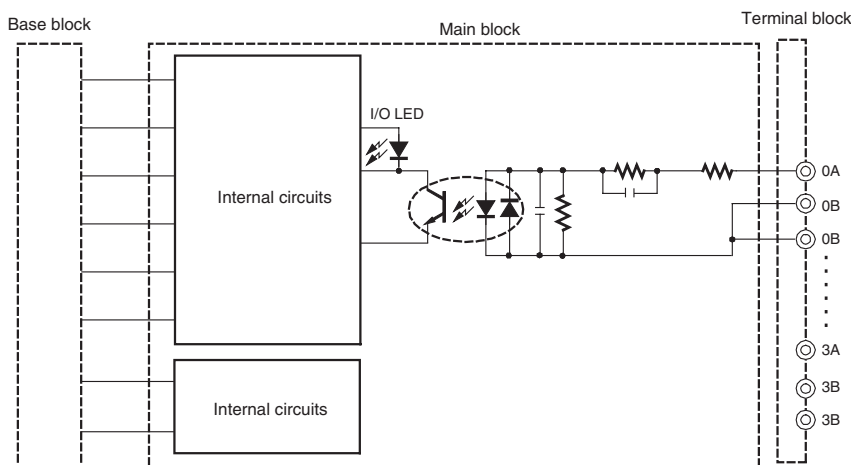 Base block
Main block
Terminal block
I/O LED
Internal circuits
0A
0B
0B
3A
3B
3B
Internal circuits